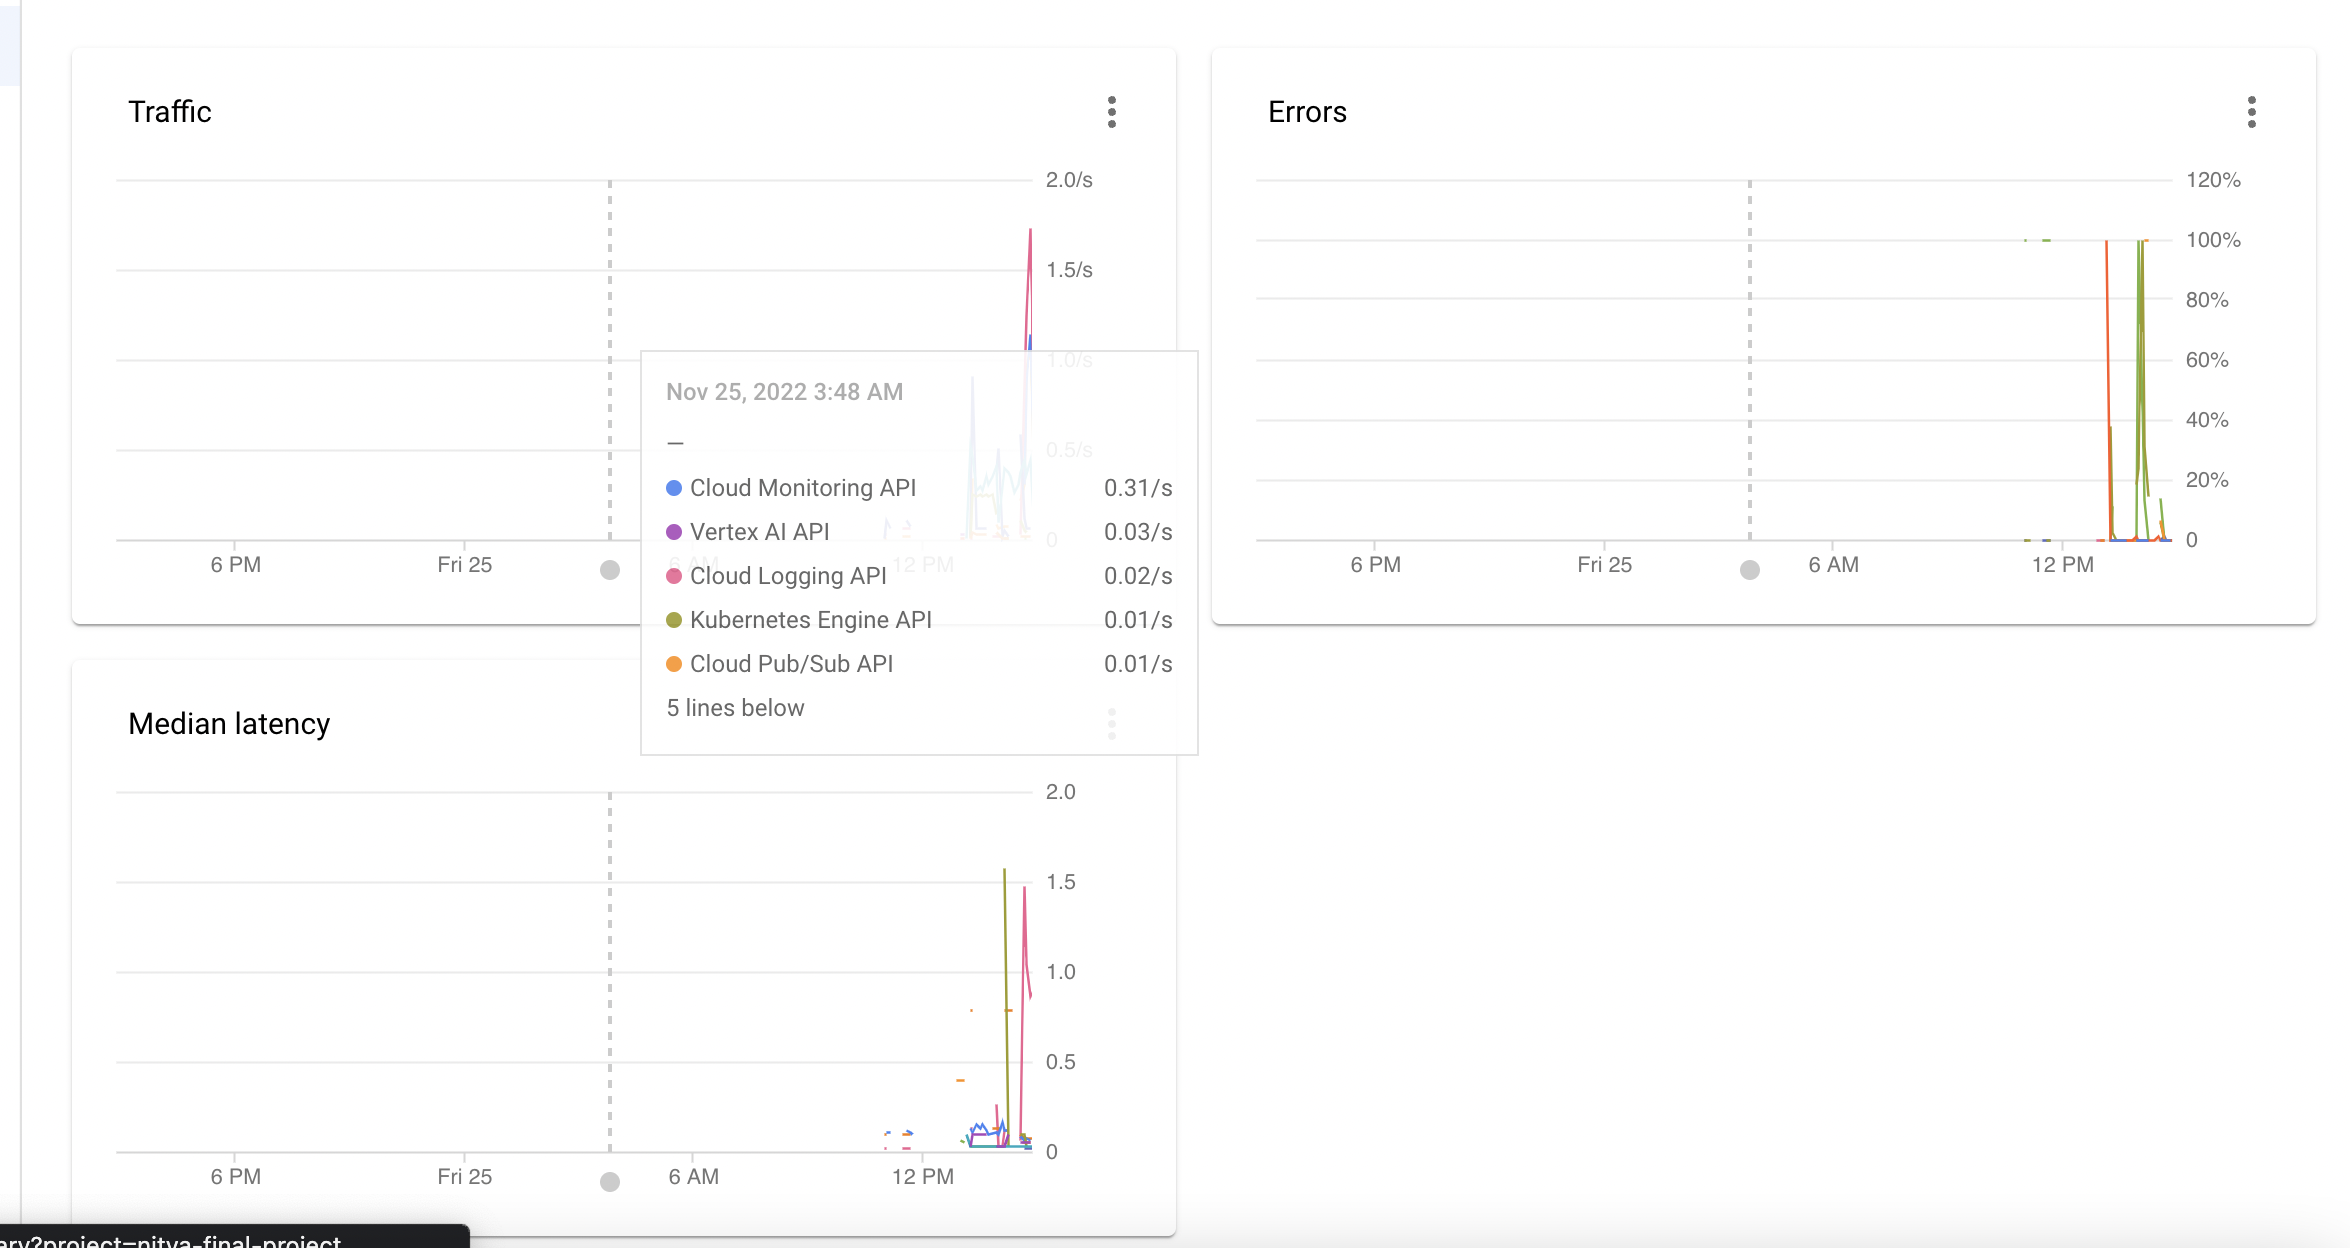 Traffic
2.0/s
1.5/s
1.0/s
0.5/s
0
6 PM
Fri 25
6 AM
12 PM
Nov 25, 2022 3:48 AM
—
Cloud Monitoring API 0.31/s
Vertex AI API 0.03/s
Cloud Logging API 0.02/s
Kubernetes Engine API 0.01/s
Cloud Pub/Sub API 0.01/s
5 lines below
Errors
120%
100%
80%
60%
40%
20%
0
6 PM
Fri 25
6 AM
12 PM
Median latency
2.0
1.5
1.0
0.5
0
6 PM
Fri 25
6 AM
12 PM
ery?project=nitya-final-project